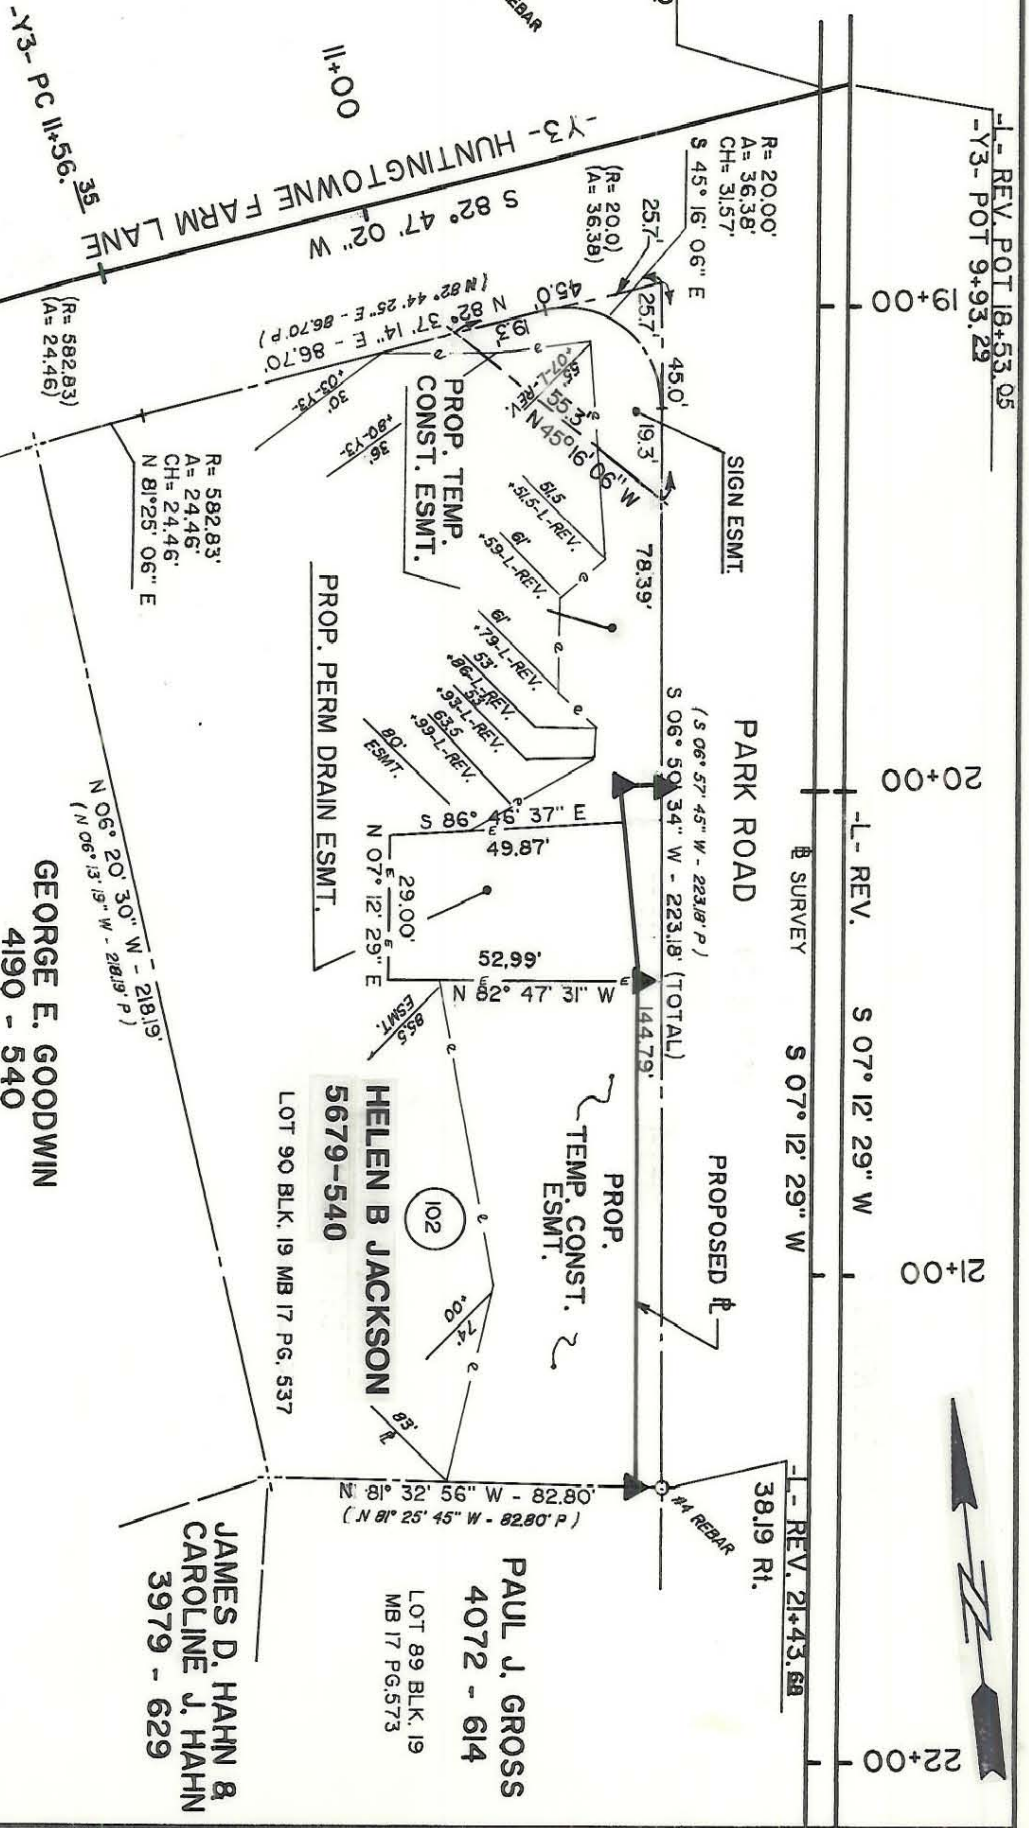 -L- REV. POT 18+53.05
-Y3- POT 9+93.29
19+00
20+00
21+00
22+00
-L- REV.
S 07° 12' 29" W
SURVEY
S 07° 12' 29" W
PARK ROAD
PROPOSED
-L- REV. 21+43.68
38.19 Rt.
#4 REBAR
REBAR
11+00
-Y3- PC 11+56.35
-Y3- HUNTINGTOWNE FARM LANE
S 82° 47' 02" W
R= 20.00'
A= 36.38'
CH= 31.57'
S 45° 16' 06" E
(R= 20.0)
(A= 36.38)
25.7'
25.7'
45.0'
45.0'
19.3'
19.3
SIGN ESMT.
78.39'
(S 06° 57' 45" W - 223.18' P)
S 06° 50' 34" W - 223.18' (TOTAL)
144.79'
N 82° 37' 14" E - 86.70'
(N 82° 44' 25" E - 86.70 P)
55.3'
N 45° 16' 06" W
55'
+07-L-REV.
51.5
+51.5-L-REV.
61'
+59-L-REV.
61'
+79-L-REV.
53'
+86-L-REV.
53'
+93-L-REV.
63.5
+99-L-REV.
80'
ESMT.
30'
+03-Y3-
36'
+80-Y3-
PROP. TEMP.
CONST. ESMT.
PROP. PERM DRAIN ESMT.
S 86° 46' 37" E
49.87'
29.00'
N 07° 12' 29" E
52.99'
N 82° 47' 31" W
85.5
ESMT.
PROP.
TEMP. CONST.
ESMT.
(R= 582.83)
(A= 24.46)
R= 582.83'
A= 24.46'
CH= 24.46'
N 81° 25' 06" E
N 06° 20' 30" W - 218.19'
(N 06° 13' 19" W - 218.19' P)
HELEN B JACKSON
5679-540
LOT 90 BLK. 19 MB 17 PG. 537
102
+00
74'
83'
N 81° 32' 56" W - 82.80'
(N 81° 25' 45" W - 82.80' P)
GEORGE E. GOODWIN
4190 - 540
PAUL J. GROSS
4072 - 614
LOT 89 BLK. 19
MB 17 PG. 573
JAMES D. HAHN &
CAROLINE J. HAHN
3979 - 629